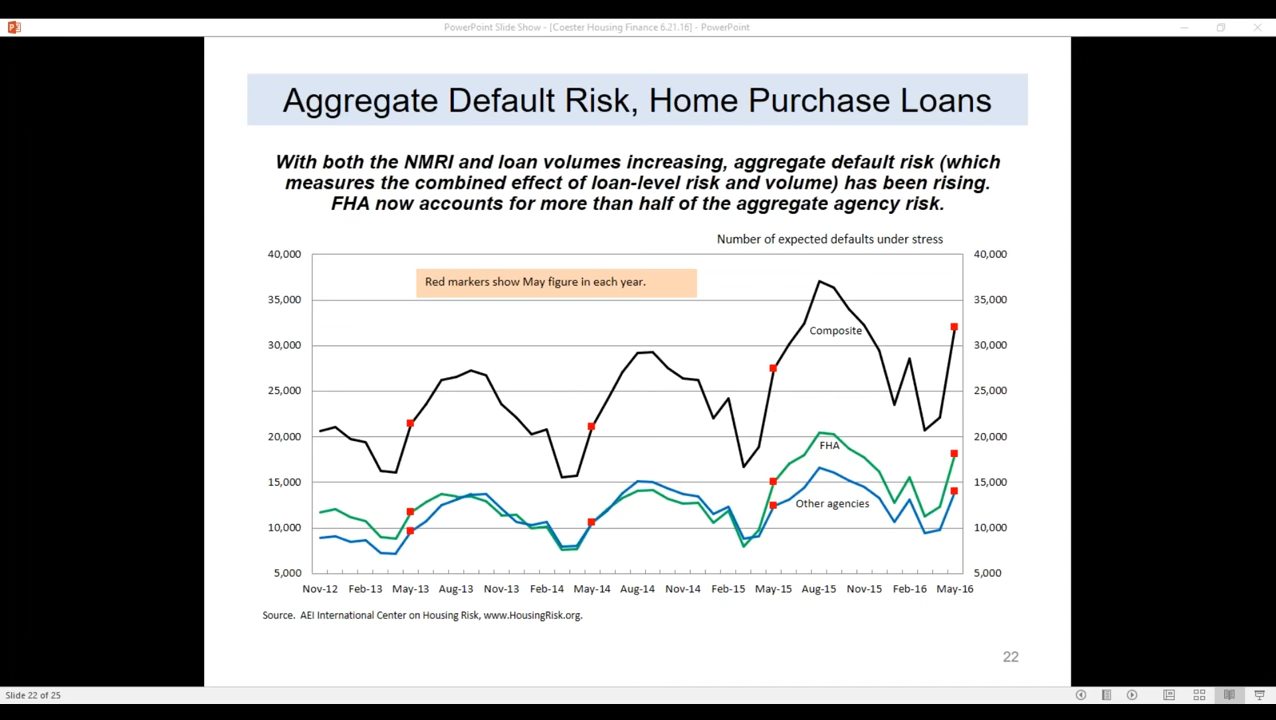 PowerPoint Slide Show - [Coester Housing Finance 6.21.16] - PowerPoint
Aggregate Default Risk, Home Purchase Loans
With both the NMRI and loan volumes increasing, aggregate default risk (which
measures the combined effect of loan-level risk and volume) has been rising.
FHA now accounts for more than half of the aggregate agency risk.
Number of expected defaults under stress
40,000 40,000
Red markers show May figure in each year.
35,000 35,000
Composite
30,000 30,000
25,000 25,000
20,000 20,000
FHA
15,000 15,000
Other agencies
10,000 10,000
5,000 5,000
Nov-12 Feb-13 May-13 Aug-13 Nov-13 Feb-14 May-14 Aug-14 Nov-14 Feb-15 May-15 Aug-15 Nov-15 Feb-16 May-16
Source. AEI International Center on Housing Risk, www.HousingRisk.org.
22
Slide 22 of 25